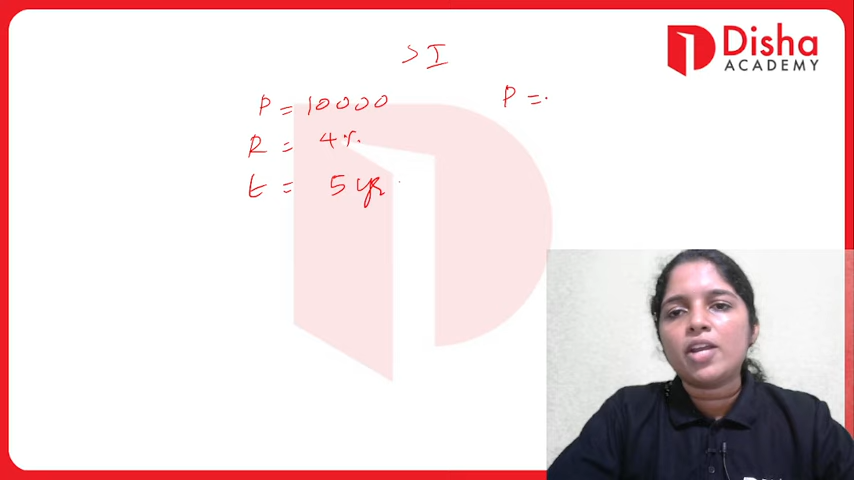 Disha
ACADEMY
SI
P = 10000
R = 4%
t = 5 yr
P =